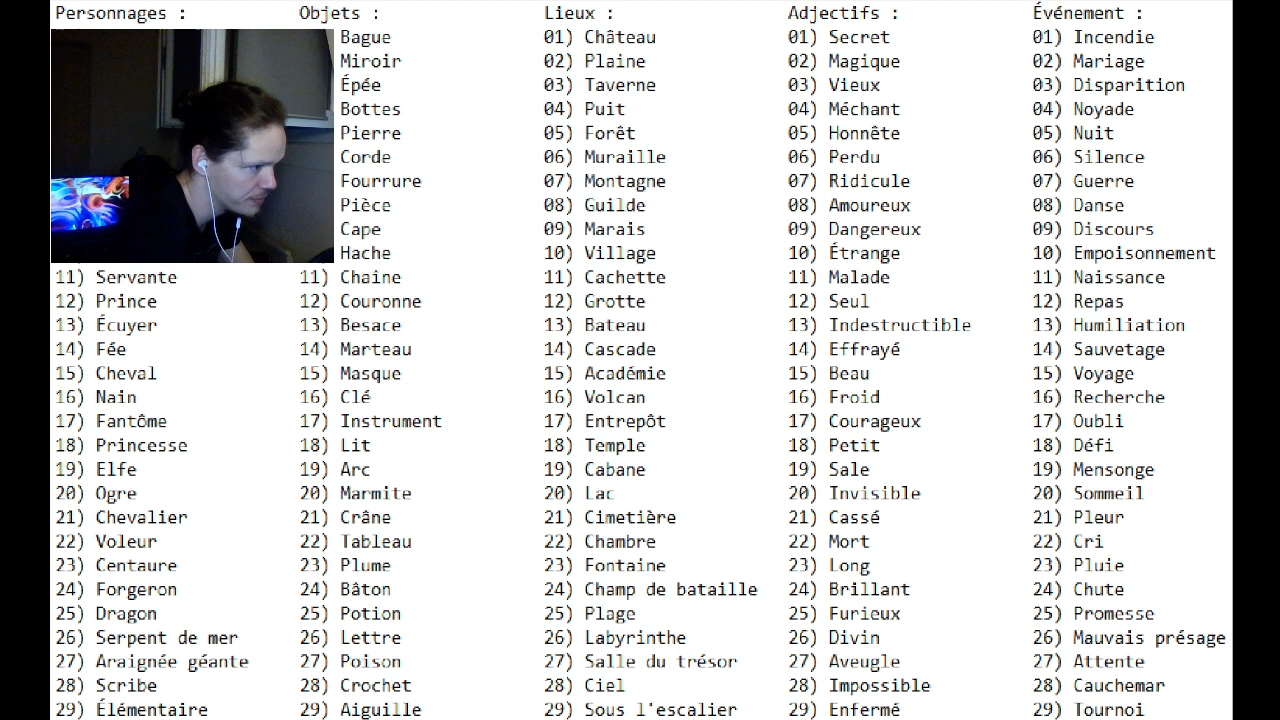 Personnages : Objets : Lieux : Adjectifs : Événement :
Bague 01) Château 01) Secret 01) Incendie
Miroir 02) Plaine 02) Magique 02) Mariage
Épée 03) Taverne 03) Vieux 03) Disparition
Bottes 04) Puit 04) Méchant 04) Noyade
Pierre 05) Forêt 05) Honnête 05) Nuit
Corde 06) Muraille 06) Perdu 06) Silence
Fourrure 07) Montagne 07) Ridicule 07) Guerre
Pièce 08) Guilde 08) Amoureux 08) Danse
Cape 09) Marais 09) Dangereux 09) Discours
Hache 10) Village 10) Étrange 10) Empoisonnement
11) Servante 11) Chaine 11) Cachette 11) Malade 11) Naissance
12) Prince 12) Couronne 12) Grotte 12) Seul 12) Repas
13) Écuyer 13) Besace 13) Bateau 13) Indestructible 13) Humiliation
14) Fée 14) Marteau 14) Cascade 14) Effrayé 14) Sauvetage
15) Cheval 15) Masque 15) Académie 15) Beau 15) Voyage
16) Nain 16) Clé 16) Volcan 16) Froid 16) Recherche
17) Fantôme 17) Instrument 17) Entrepôt 17) Courageux 17) Oubli
18) Princesse 18) Lit 18) Temple 18) Petit 18) Défi
19) Elfe 19) Arc 19) Cabane 19) Sale 19) Mensonge
20) Ogre 20) Marmite 20) Lac 20) Invisible 20) Sommeil
21) Chevalier 21) Crâne 21) Cimetière 21) Cassé 21) Pleur
22) Voleur 22) Tableau 22) Chambre 22) Mort 22) Cri
23) Centaure 23) Plume 23) Fontaine 23) Long 23) Pluie
24) Forgeron 24) Bâton 24) Champ de bataille 24) Brillant 24) Chute
25) Dragon 25) Potion 25) Plage 25) Furieux 25) Promesse
26) Serpent de mer 26) Lettre 26) Labyrinthe 26) Divin 26) Mauvais présage
27) Araignée géante 27) Poison 27) Salle du trésor 27) Aveugle 27) Attente
28) Scribe 28) Crochet 28) Ciel 28) Impossible 28) Cauchemar
29) Élémentaire 29) Aiguille 29) Sous l'escalier 29) Enfermé 29) Tournoi